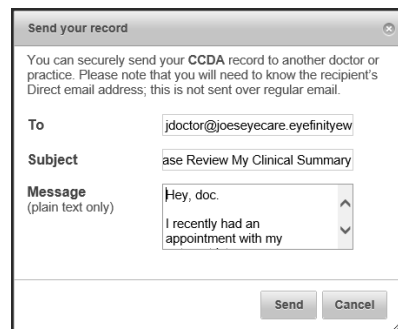 Send your record
You can securely send your CCDA record to another doctor or
practice. Please note that you will need to know the recipient's
Direct email address; this is not sent over regular email.
To jdoctor@joeseyecare.eyefinityew
Subject ase Review My Clinical Summary
Message Hey, doc.
(plain text only)
I recently had an
appointment with my
Send Cancel